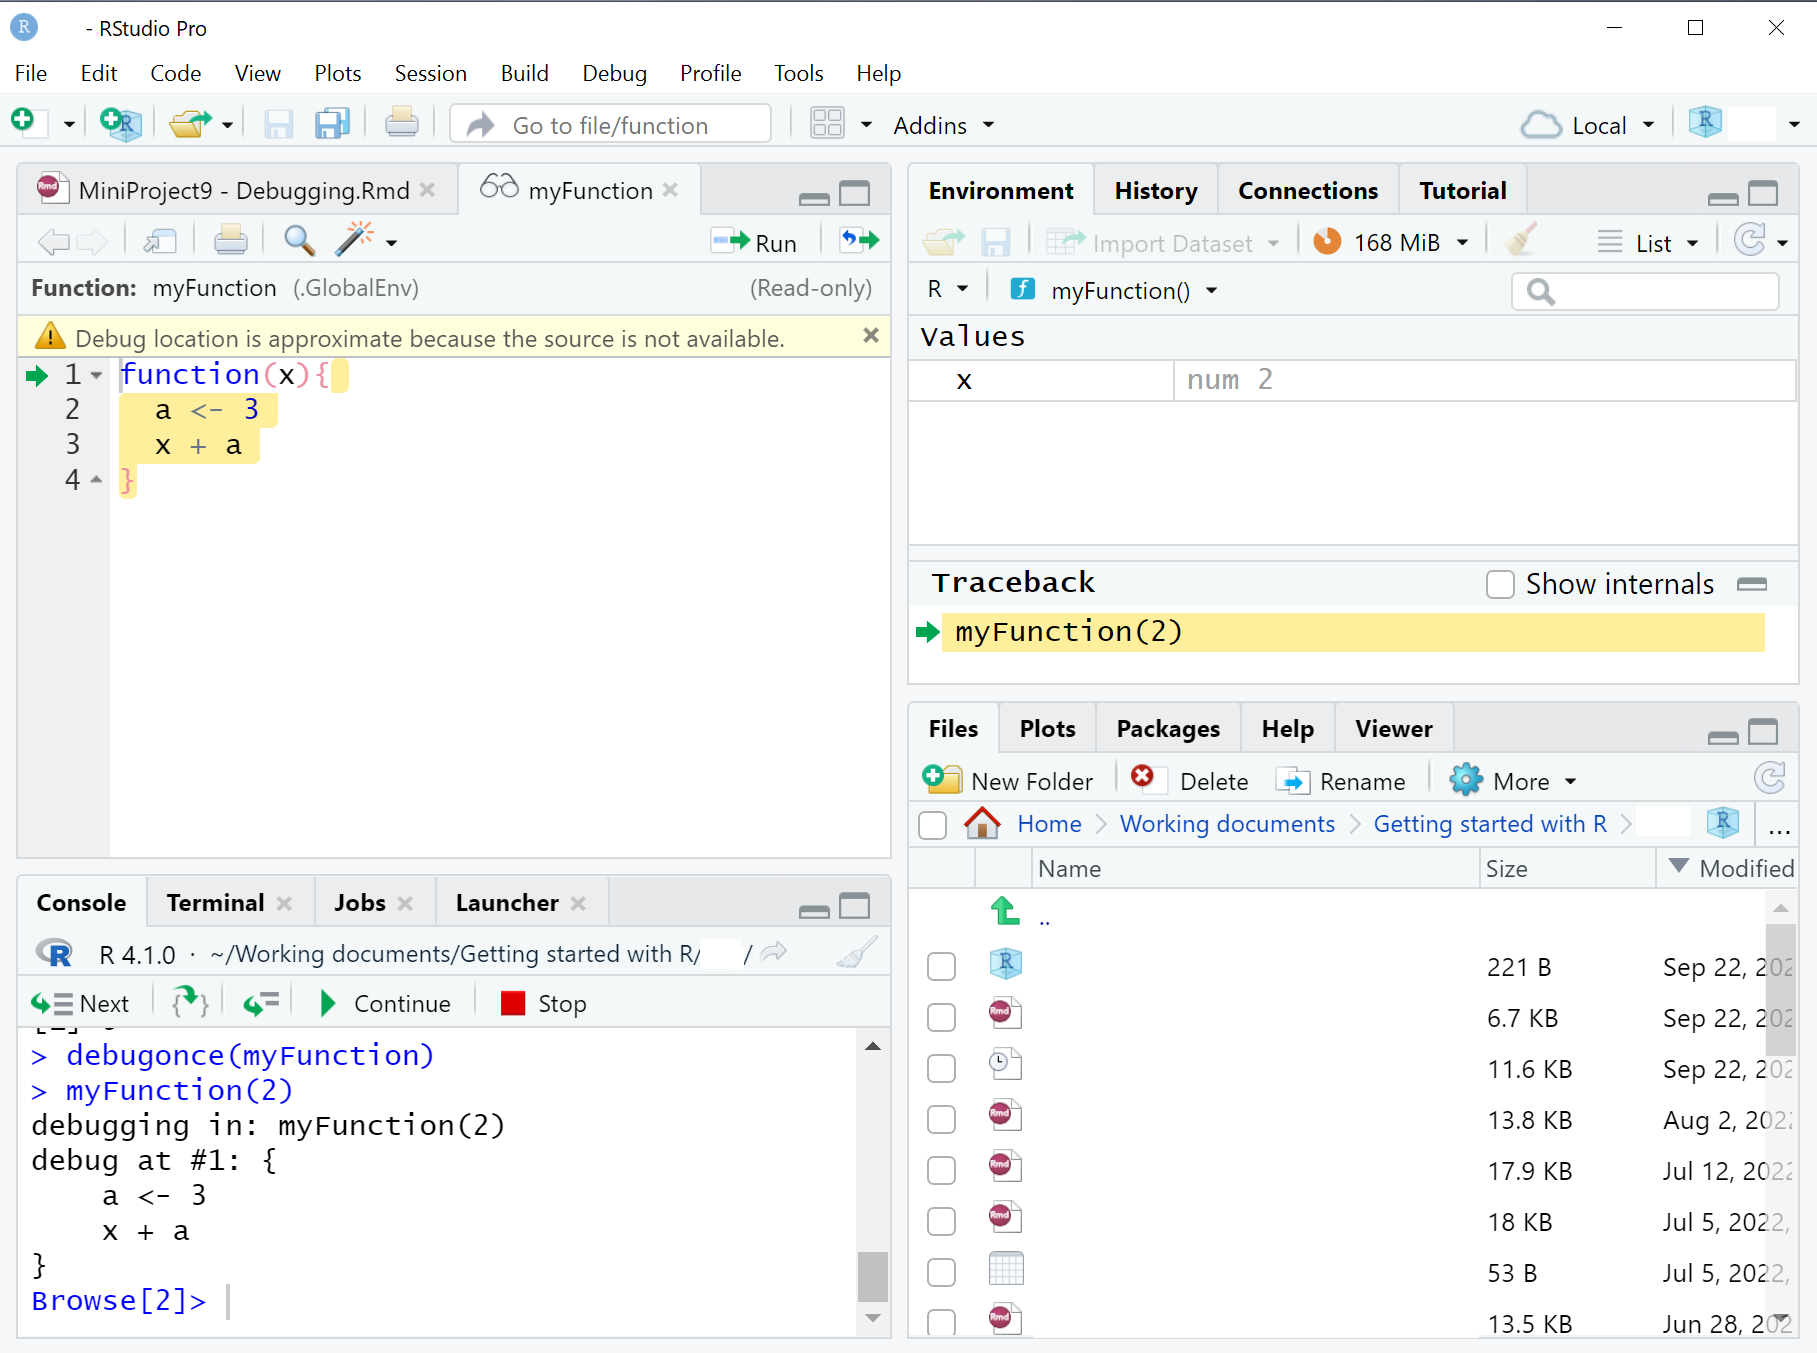 - RStudio Pro
File Edit Code View Plots Session Build Debug Profile Tools Help
Go to file/function Addins Local
MiniProject9 - Debugging.Rmd myFunction
Run
Function: myFunction (.GlobalEnv) (Read-only)
Debug location is approximate because the source is not available.
1 function(x){
2 a <- 3
3 x + a
4 }
Console Terminal Jobs Launcher
R 4.1.0 · ~/Working documents/Getting started with R/ /
Next Continue Stop
> debugonce(myFunction)
> myFunction(2)
debugging in: myFunction(2)
debug at #1: {
a <- 3
x + a
}
Browse[2]>
Environment History Connections Tutorial
Import Dataset 168 MiB List
R myFunction()
Values
x num 2
Traceback Show internals
myFunction(2)
Files Plots Packages Help Viewer
New Folder Delete Rename More
Home Working documents Getting started with R ...
Name Size Modified
..
221 B Sep 22, 202
6.7 KB Sep 22, 202
11.6 KB Sep 22, 202
13.8 KB Aug 2, 202
17.9 KB Jul 12, 2022
18 KB Jul 5, 2022,
53 B Jul 5, 2022,
13.5 KB Jun 28, 202